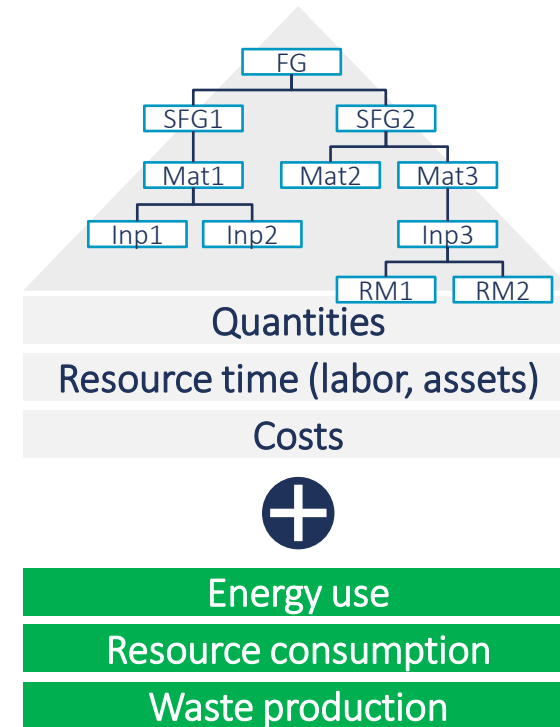 FG
SFG1 SFG2
Mat1 Mat2 Mat3
Inp1 Inp2 Inp3
RM1 RM2
Quantities
Resource time (labor, assets)
Costs
Energy use
Resource consumption
Waste production